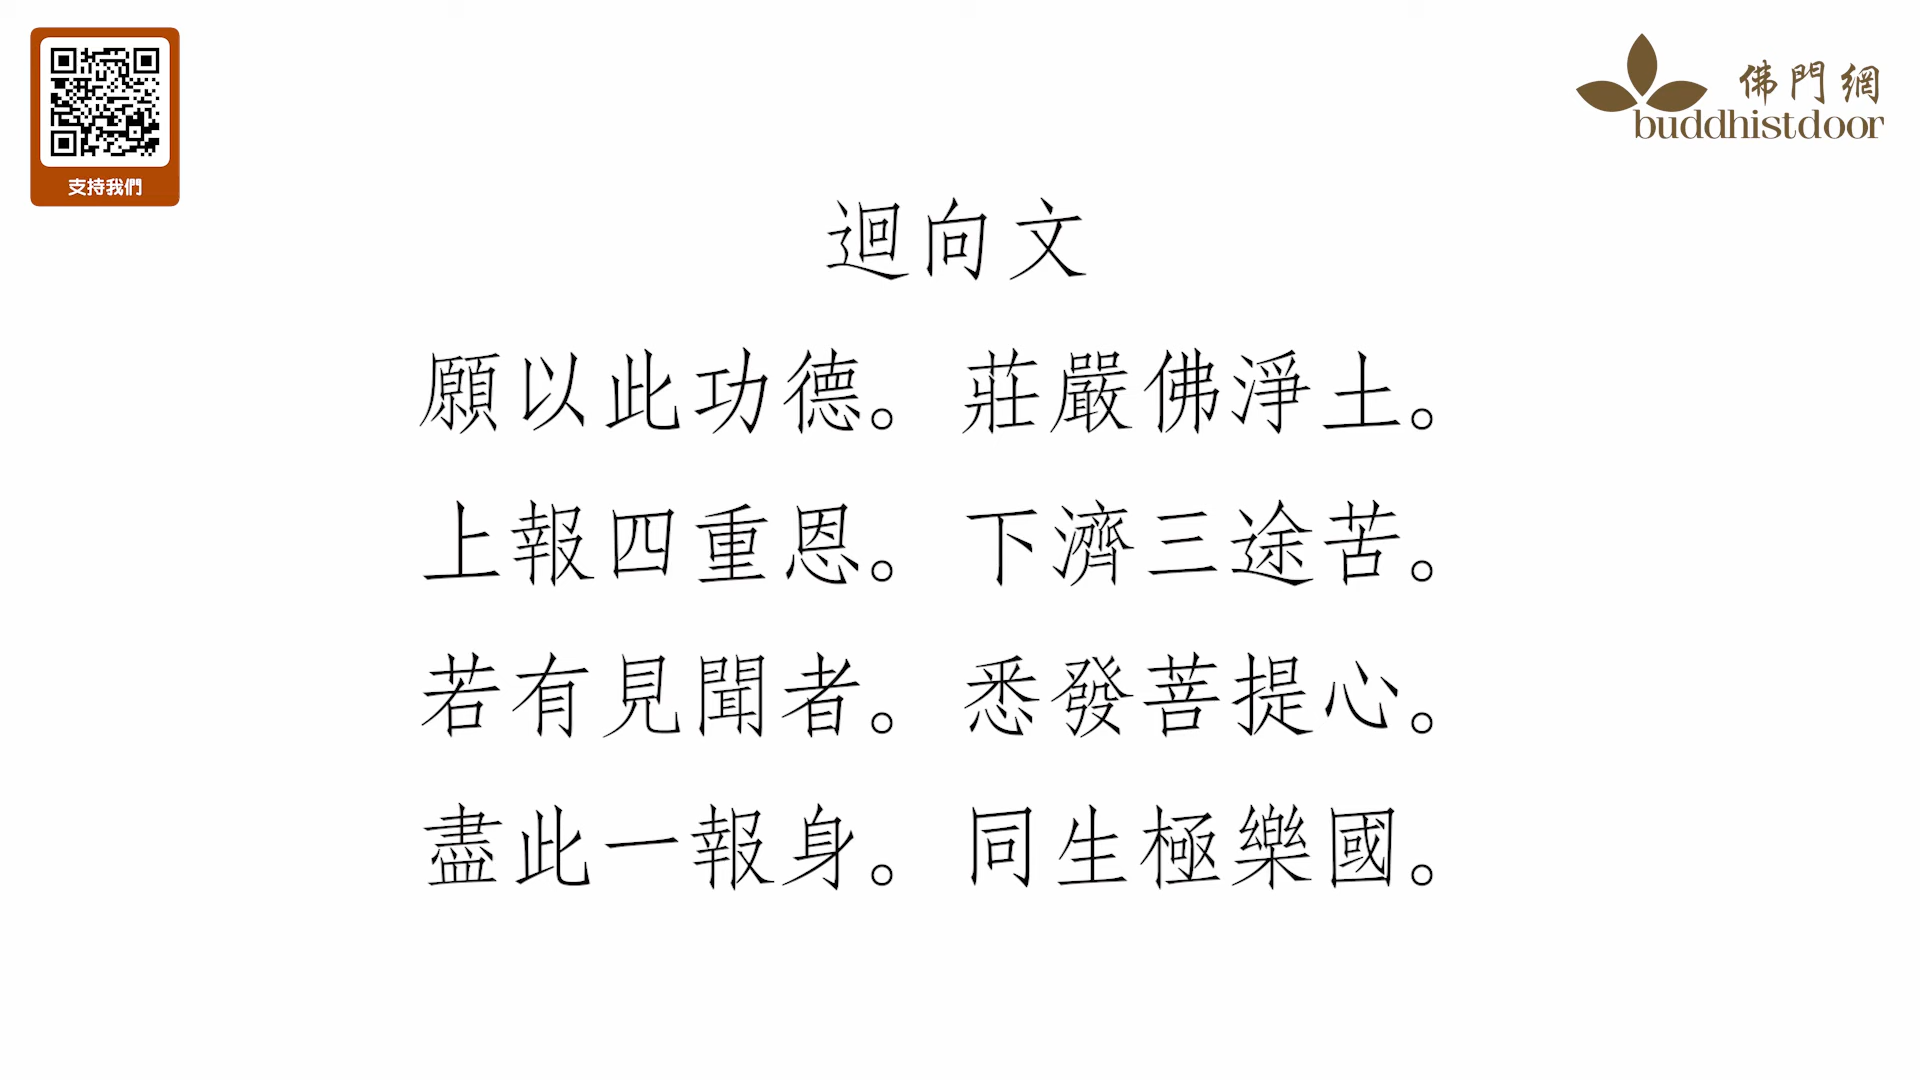 支持我們
佛門網
buddhistdoor
迴向文
願以此功德。莊嚴佛淨土。
上報四重恩。下濟三途苦。
若有見聞者。悉發菩提心。
盡此一報身。同生極樂國。